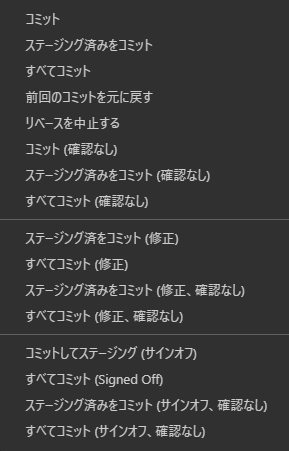 コミット
ステージング済みをコミット
すべてコミット
前回のコミットを元に戻す
リベースを中止する
コミット (確認なし)
ステージング済みをコミット (確認なし)
すべてコミット (確認なし)
ステージング済をコミット (修正)
すべてコミット (修正)
ステージング済みをコミット (修正、確認なし)
すべてコミット (修正、確認なし)
コミットしてステージング (サインオフ)
すべてコミット (Signed Off)
ステージング済みをコミット (サインオフ、確認なし)
すべてコミット (サインオフ、確認なし)